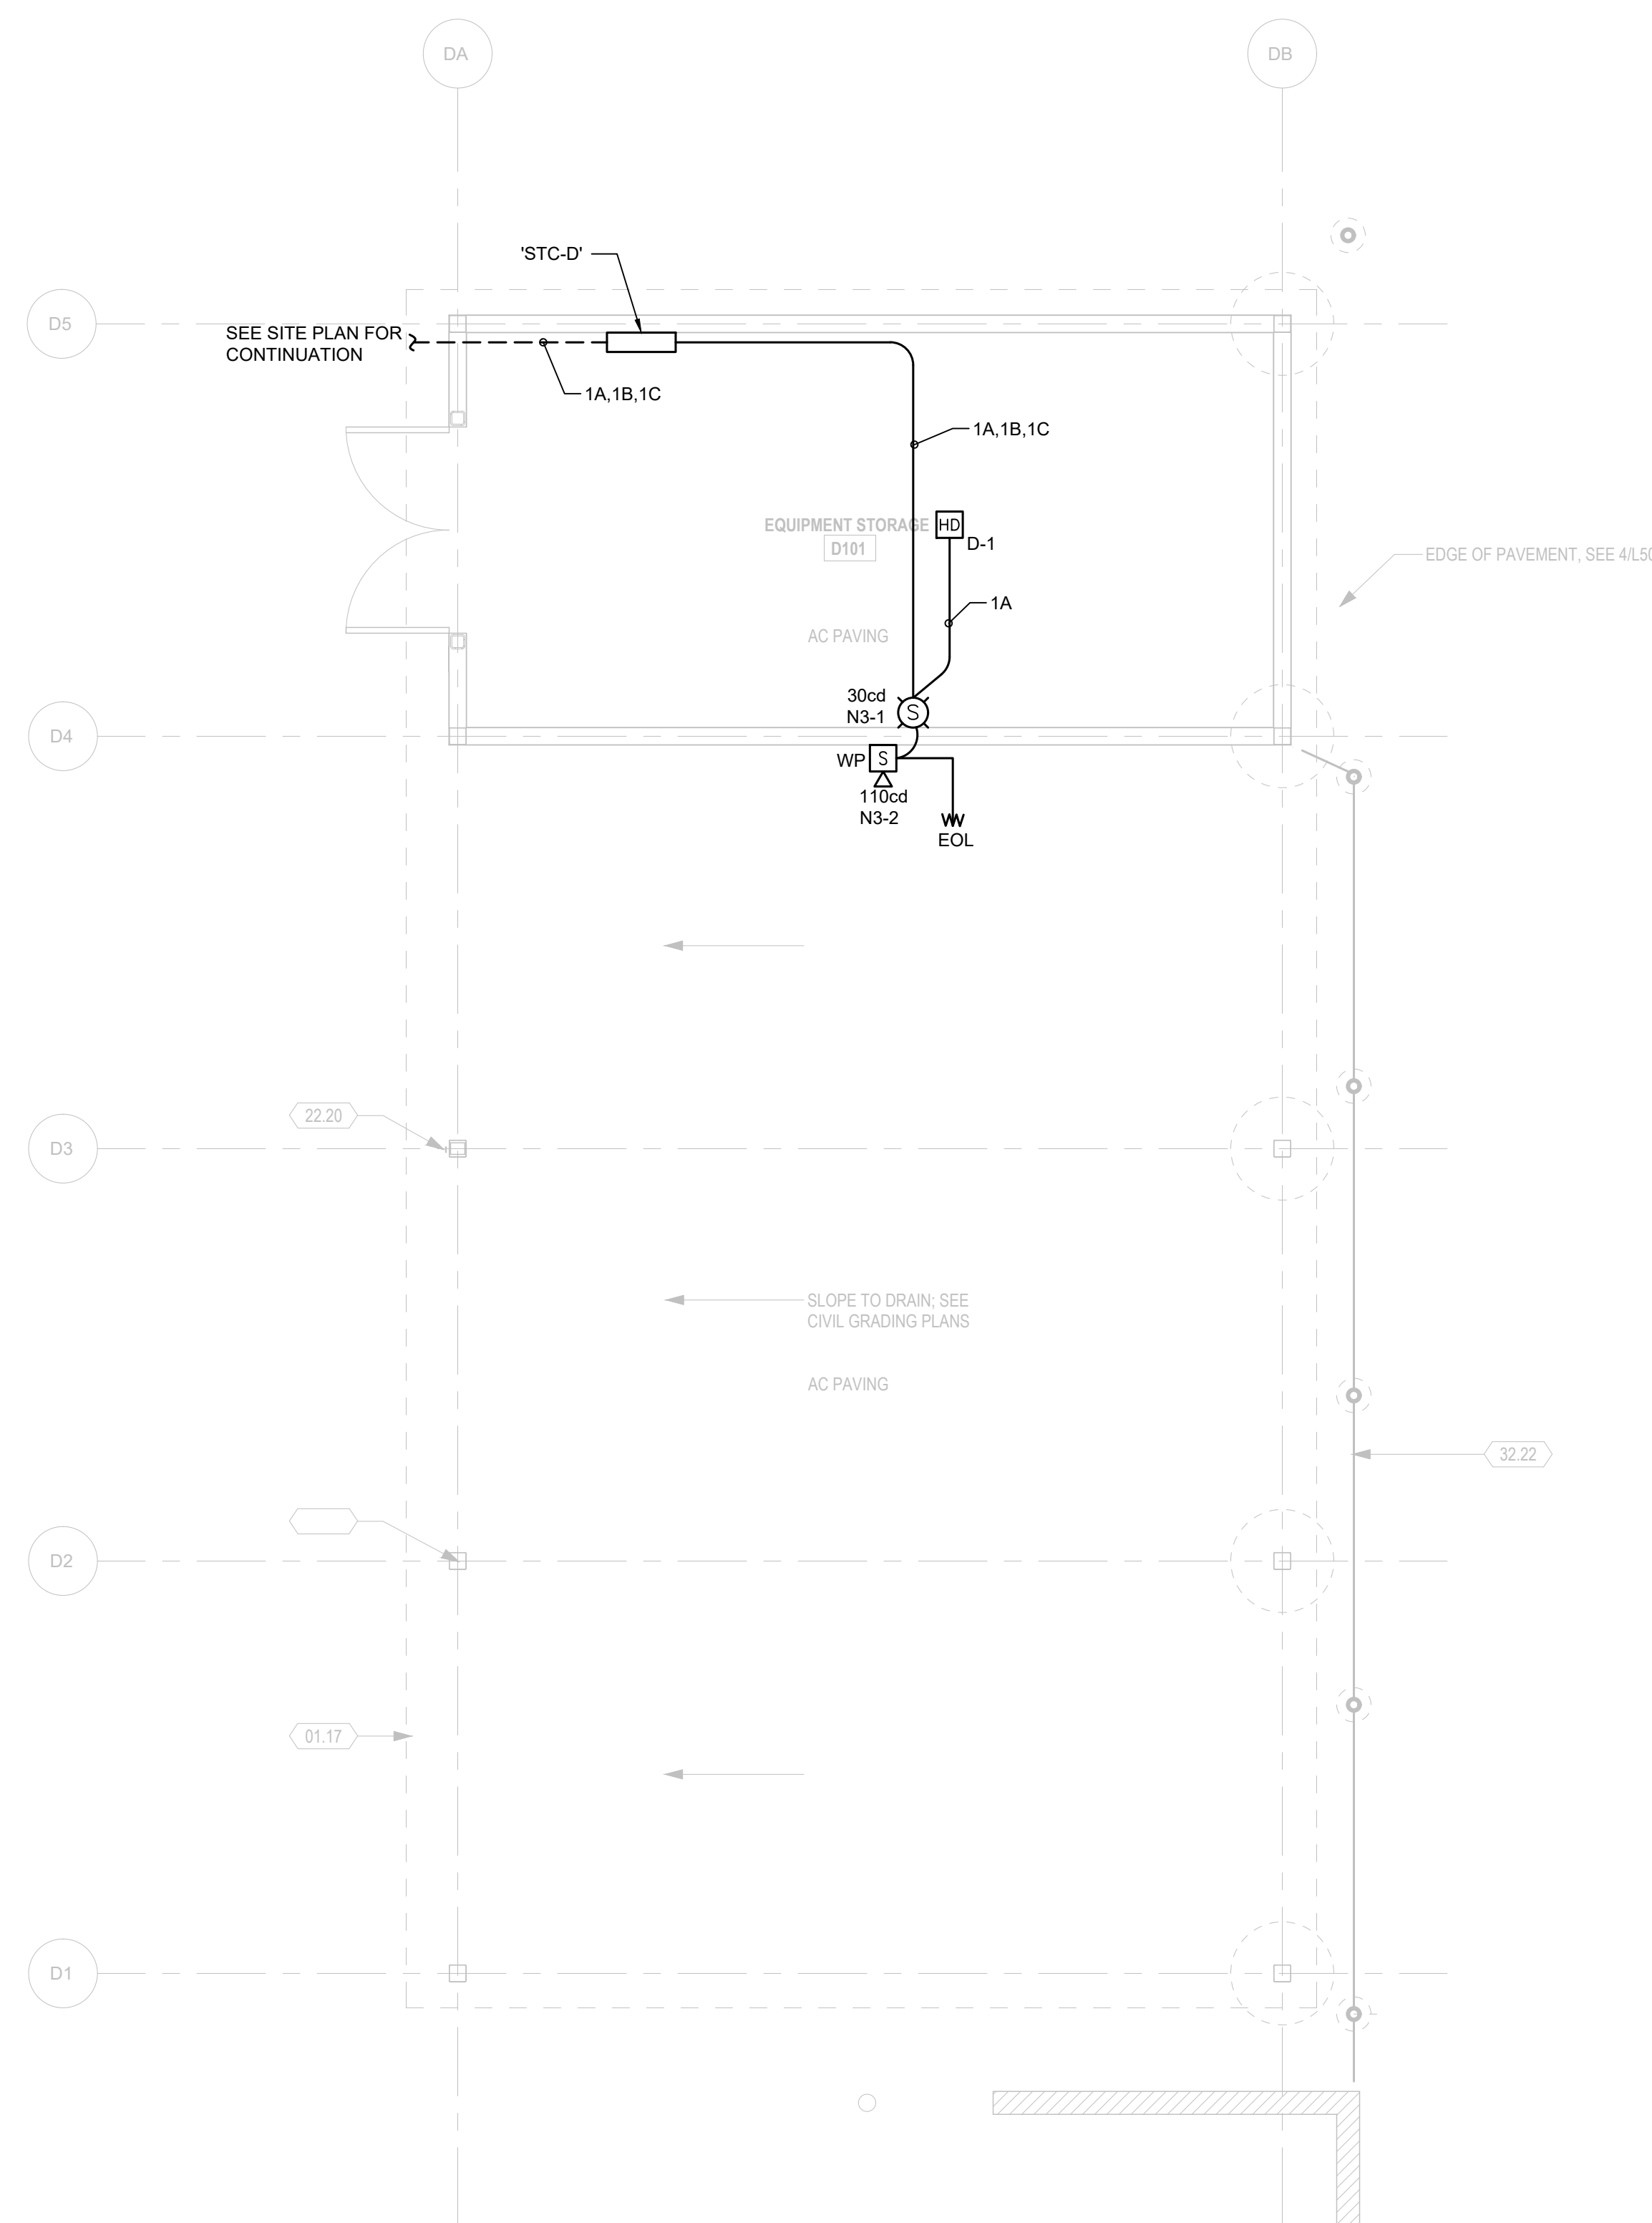 DA
DB
'STC-D'
D5
SEE SITE PLAN FOR
CONTINUATION
1A,1B,1C
1A,1B,1C
EQUIPMENT STORAGE
D101
HD
D-1
EDGE OF PAVEMENT, SEE 4/L50
1A
AC PAVING
30cd
N3-1
S
D4
WP
S
110cd
N3-2
EOL
22.20
D3
SLOPE TO DRAIN; SEE
CIVIL GRADING PLANS
AC PAVING
32.22
D2
01.17
D1